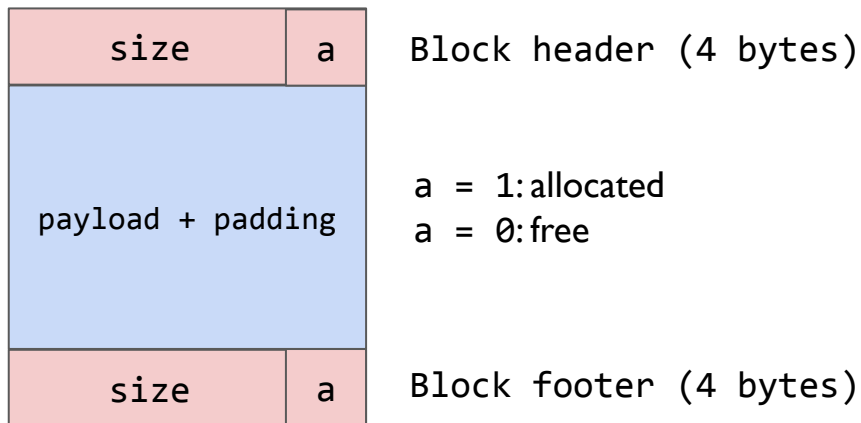 size a Block header (4 bytes)
payload + padding
a = 1: allocated
a = 0: free
size a Block footer (4 bytes)